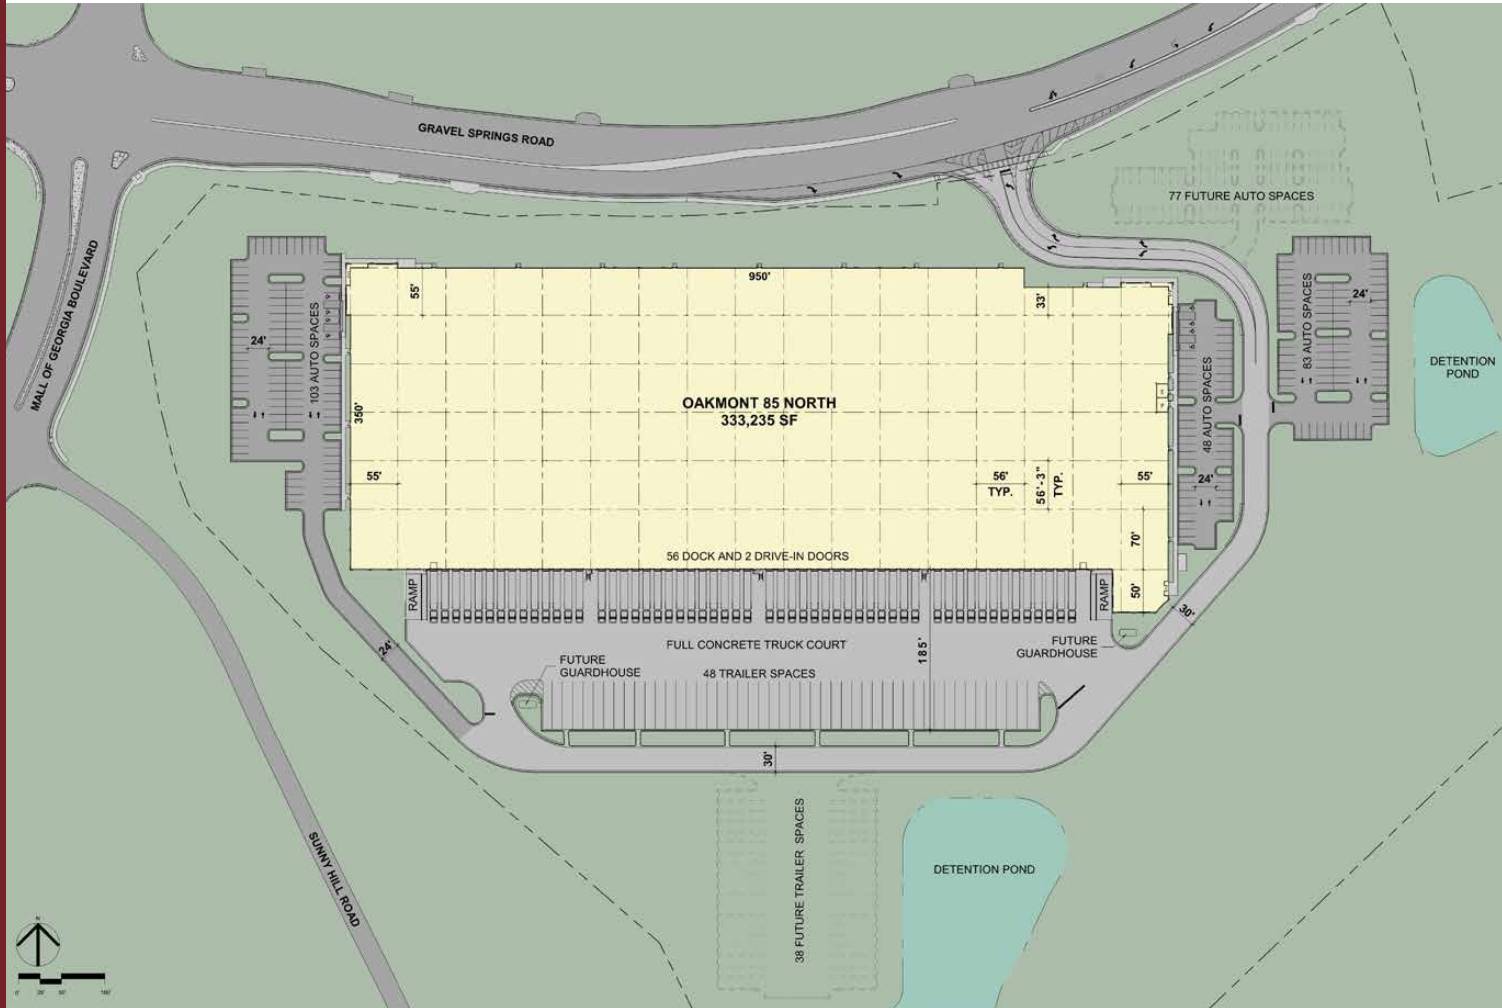 GRAVEL SPRINGS ROAD
77 FUTURE AUTO SPACES
MALL OF GEORGIA BOULEVARD
950'
55'
33'
24'
103 AUTO SPACES
350'
OAKMONT 85 NORTH
333,235 SF
48 AUTO SPACES
24'
83 AUTO SPACES
24'
DETENTION
POND
55'
56'
TYP.
56'-3"
TYP.
55'
70'
56 DOCK AND 2 DRIVE-IN DOORS
50'
RAMP
RAMP
30'
FULL CONCRETE TRUCK COURT
185'
FUTURE
GUARDHOUSE
24'
FUTURE
GUARDHOUSE
48 TRAILER SPACES
30'
38 FUTURE TRAILER SPACES
DETENTION POND
SUNNY HILL ROAD
N